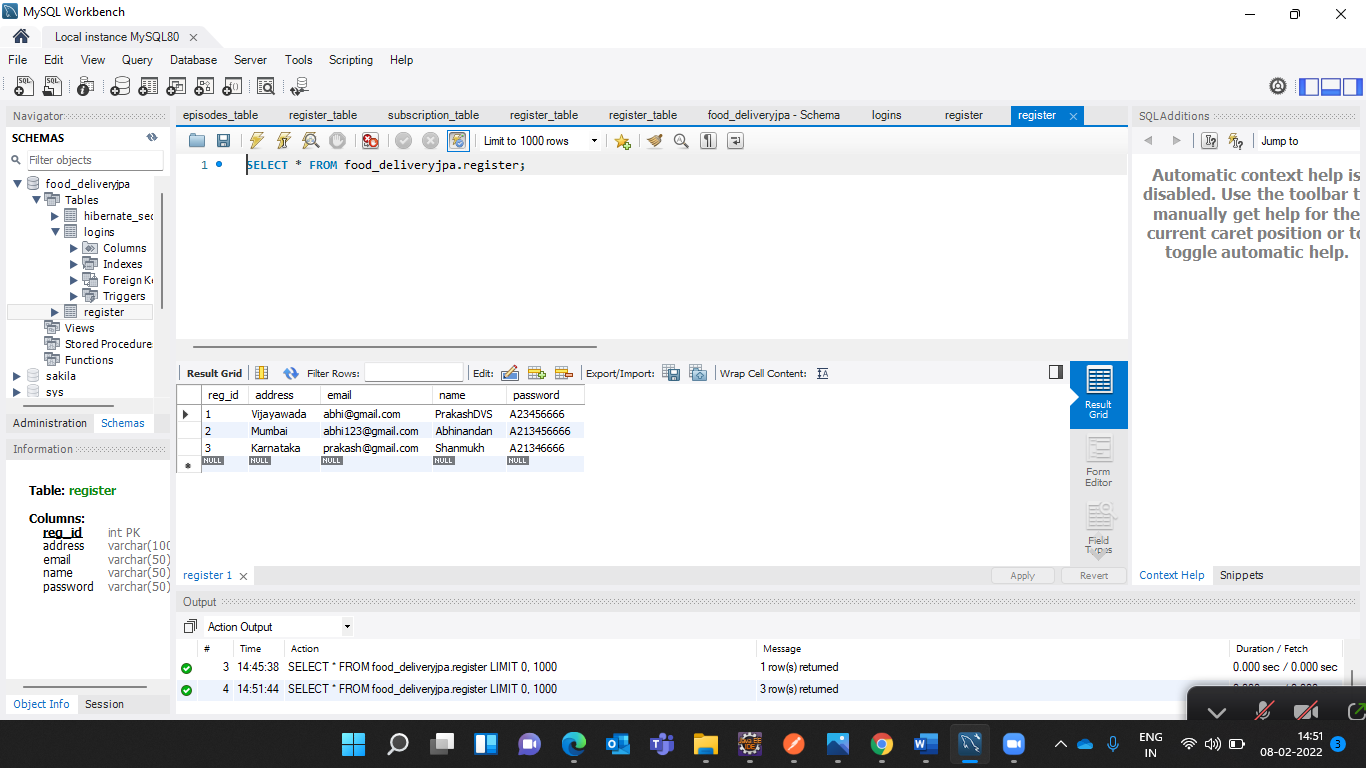 MySQL Workbench
Local instance MySQL80
File Edit View Query Database Server Tools Scripting Help
Navigator
SCHEMAS
Filter objects
food_deliveryjpa
Tables
hibernate_sec
logins
Columns
Indexes
Foreign K
Triggers
register
Views
Stored Procedure
Functions
sakila
sys
Administration Schemas
Information
Table: register
Columns:
reg_id int PK
address varchar(100
email varchar(50)
name varchar(50)
password varchar(50)
Object Info Session
episodes_table register_table subscription_table register_table register_table food_deliveryjpa - Schema logins register register
Limit to 1000 rows
1 SELECT * FROM food_deliveryjpa.register;
Result Grid Filter Rows: Edit: Export/Import: Wrap Cell Content: IA
reg_id address email name password
1 Vijayawada abhi@gmail.com PrakashDVS A23456666
2 Mumbai abhi123@gmail.com Abhinandan A213456666
3 Karnataka prakash@gmail.com Shanmukh A21346666
NULL NULL NULL NULL NULL
Result
Grid
Form
Editor
Field
Types
register 1
Apply Revert
SQLAdditions
Jump to
Automatic context help is
disabled. Use the toolbar t
manually get help for the
current caret position or to
toggle automatic help.
Context Help Snippets
Output
Action Output
# Time Action Message Duration / Fetch
3 14:45:38 SELECT * FROM food_deliveryjpa.register LIMIT 0, 1000 1 row(s) returned 0.000 sec / 0.000 sec
4 14:51:44 SELECT * FROM food_deliveryjpa.register LIMIT 0, 1000 3 row(s) returned
ENG
IN
14:51
08-02-2022
3